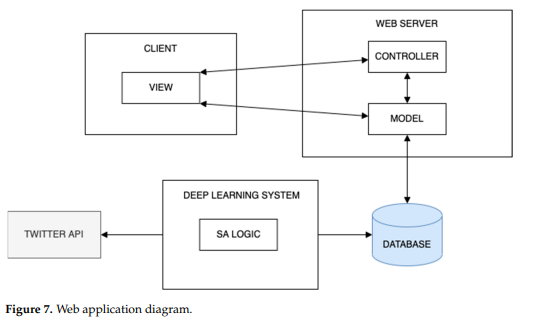 WEB SERVER
CLIENT
CONTROLLER
VIEW
MODEL
DEEP LEARNING SYSTEM
TWITTER API
SA LOGIC
DATABASE
Figure 7. Web application diagram.